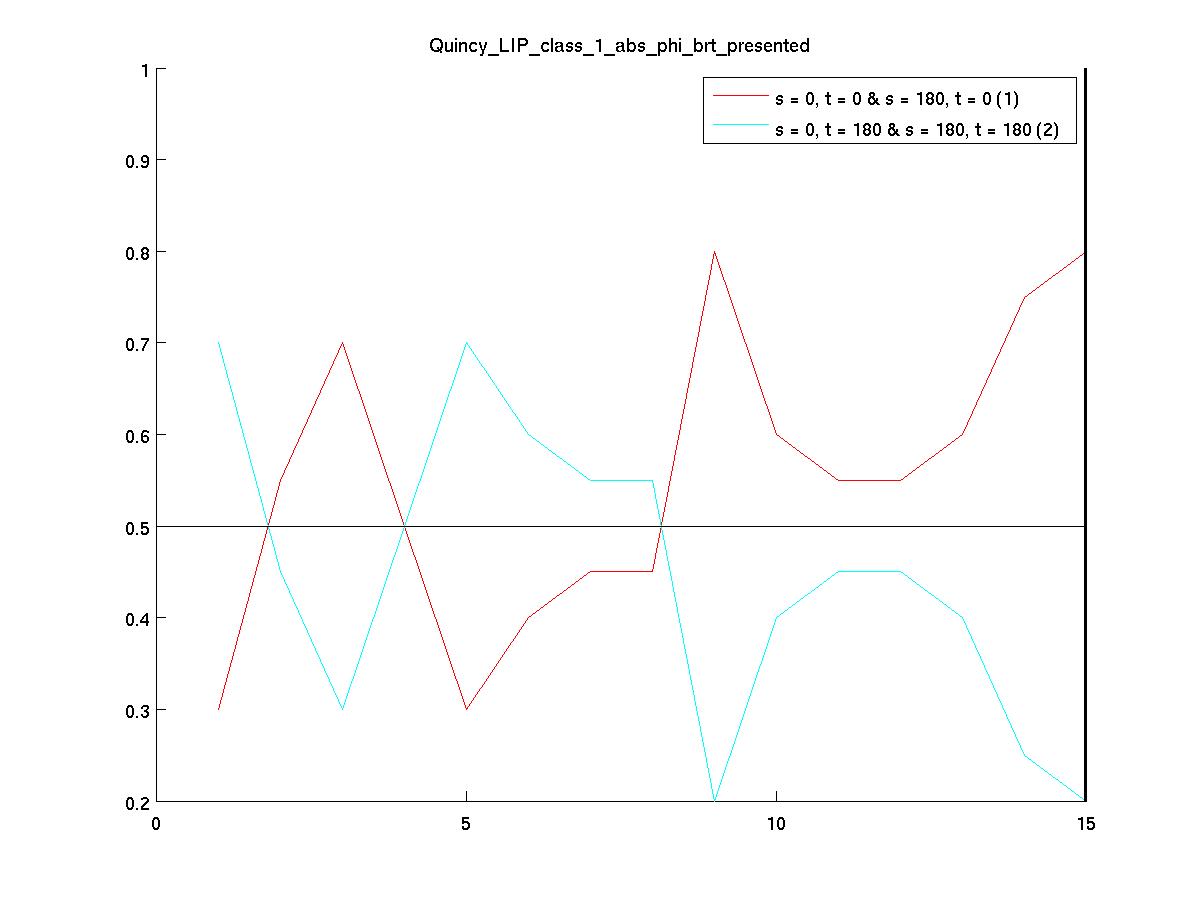 Quincy_LIP_class_1_abs_phi_brt_presented
s = 0, t = 0 & s = 180, t = 0 (1)
s = 0, t = 180 & s = 180, t = 180 (2)
1
0.9
0.8
0.7
0.6
0.5
0.4
0.3
0.2
0 5 10 15